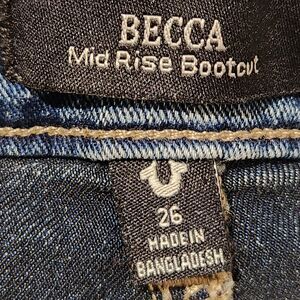 BECCA
Mid Rise Bootcut
26
MADE IN
BANGLADESH